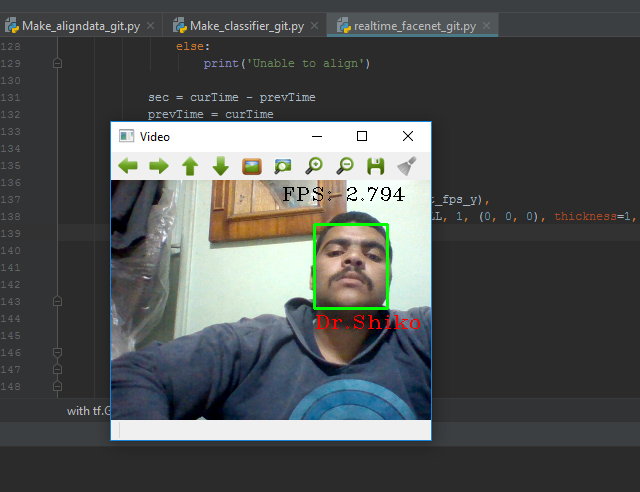 Make_aligndata_git.py
Make_classifier_git.py
realtime_facenet_git.py
128
else:
129
print('Unable to align')
130
131
sec = curTime - prevTime
132
prevTime = curTime
133
Video
134
135
136
FPS: 2.794
137
t_fps_y),
138
LL, 1, (0, 0, 0), thickness=1,
139
140
141
142
143
144
Dr Shiko
145
146
147
148
with tf.G